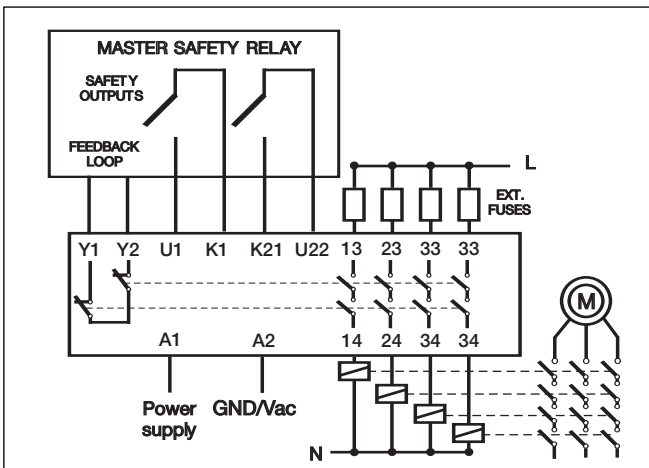 MASTER SAFETY RELAY
SAFETY
OUTPUTS
FEEDBACK
LOOP
L
EXT.
FUSES
Y1 Y2 U1 K1 K21 U22 13 23 33 33
M
A1 A2 14 24 34 34
Power
supply
GND/Vac
N